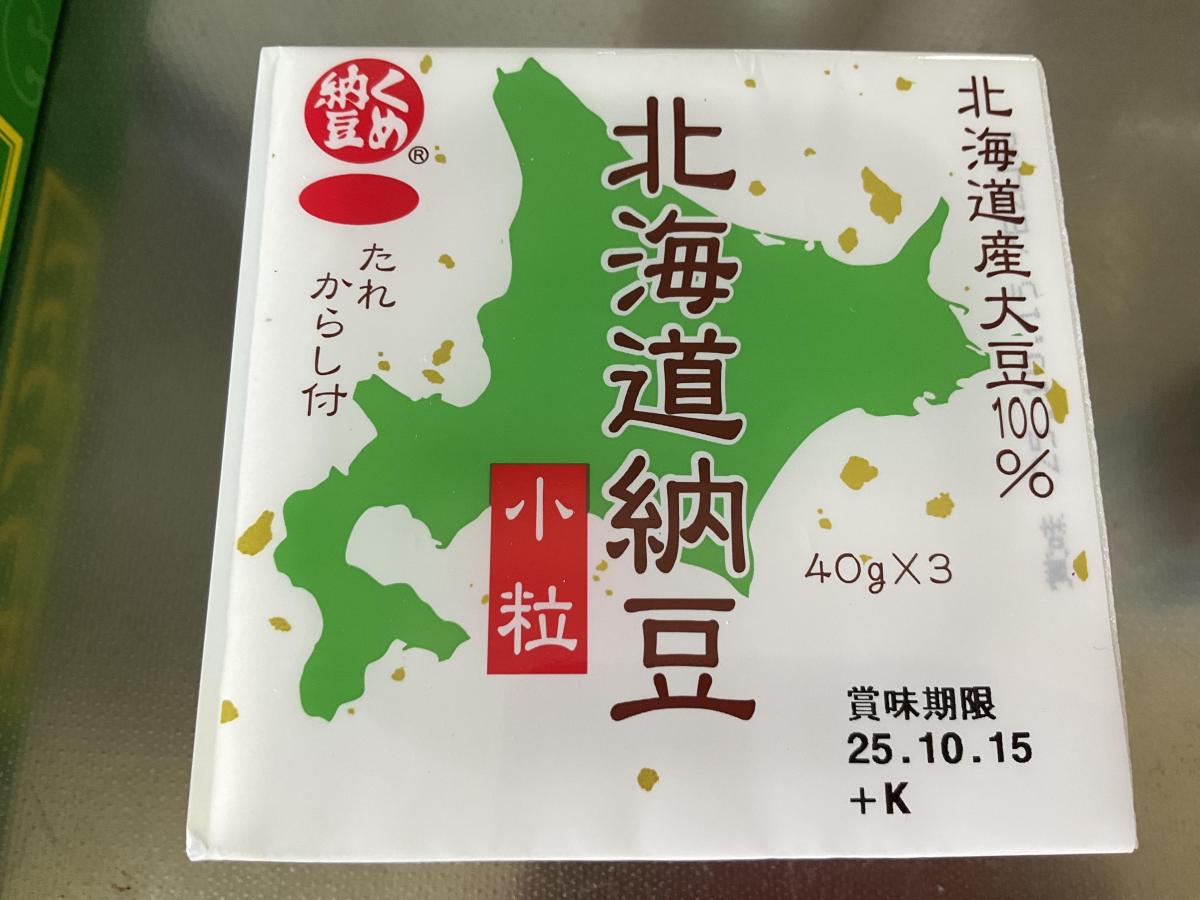 くめ
納豆
®
たれ
からし付
北海道納豆
小粒
北海道産大豆100%
40g×3
賞味期限
25.10.15
+K